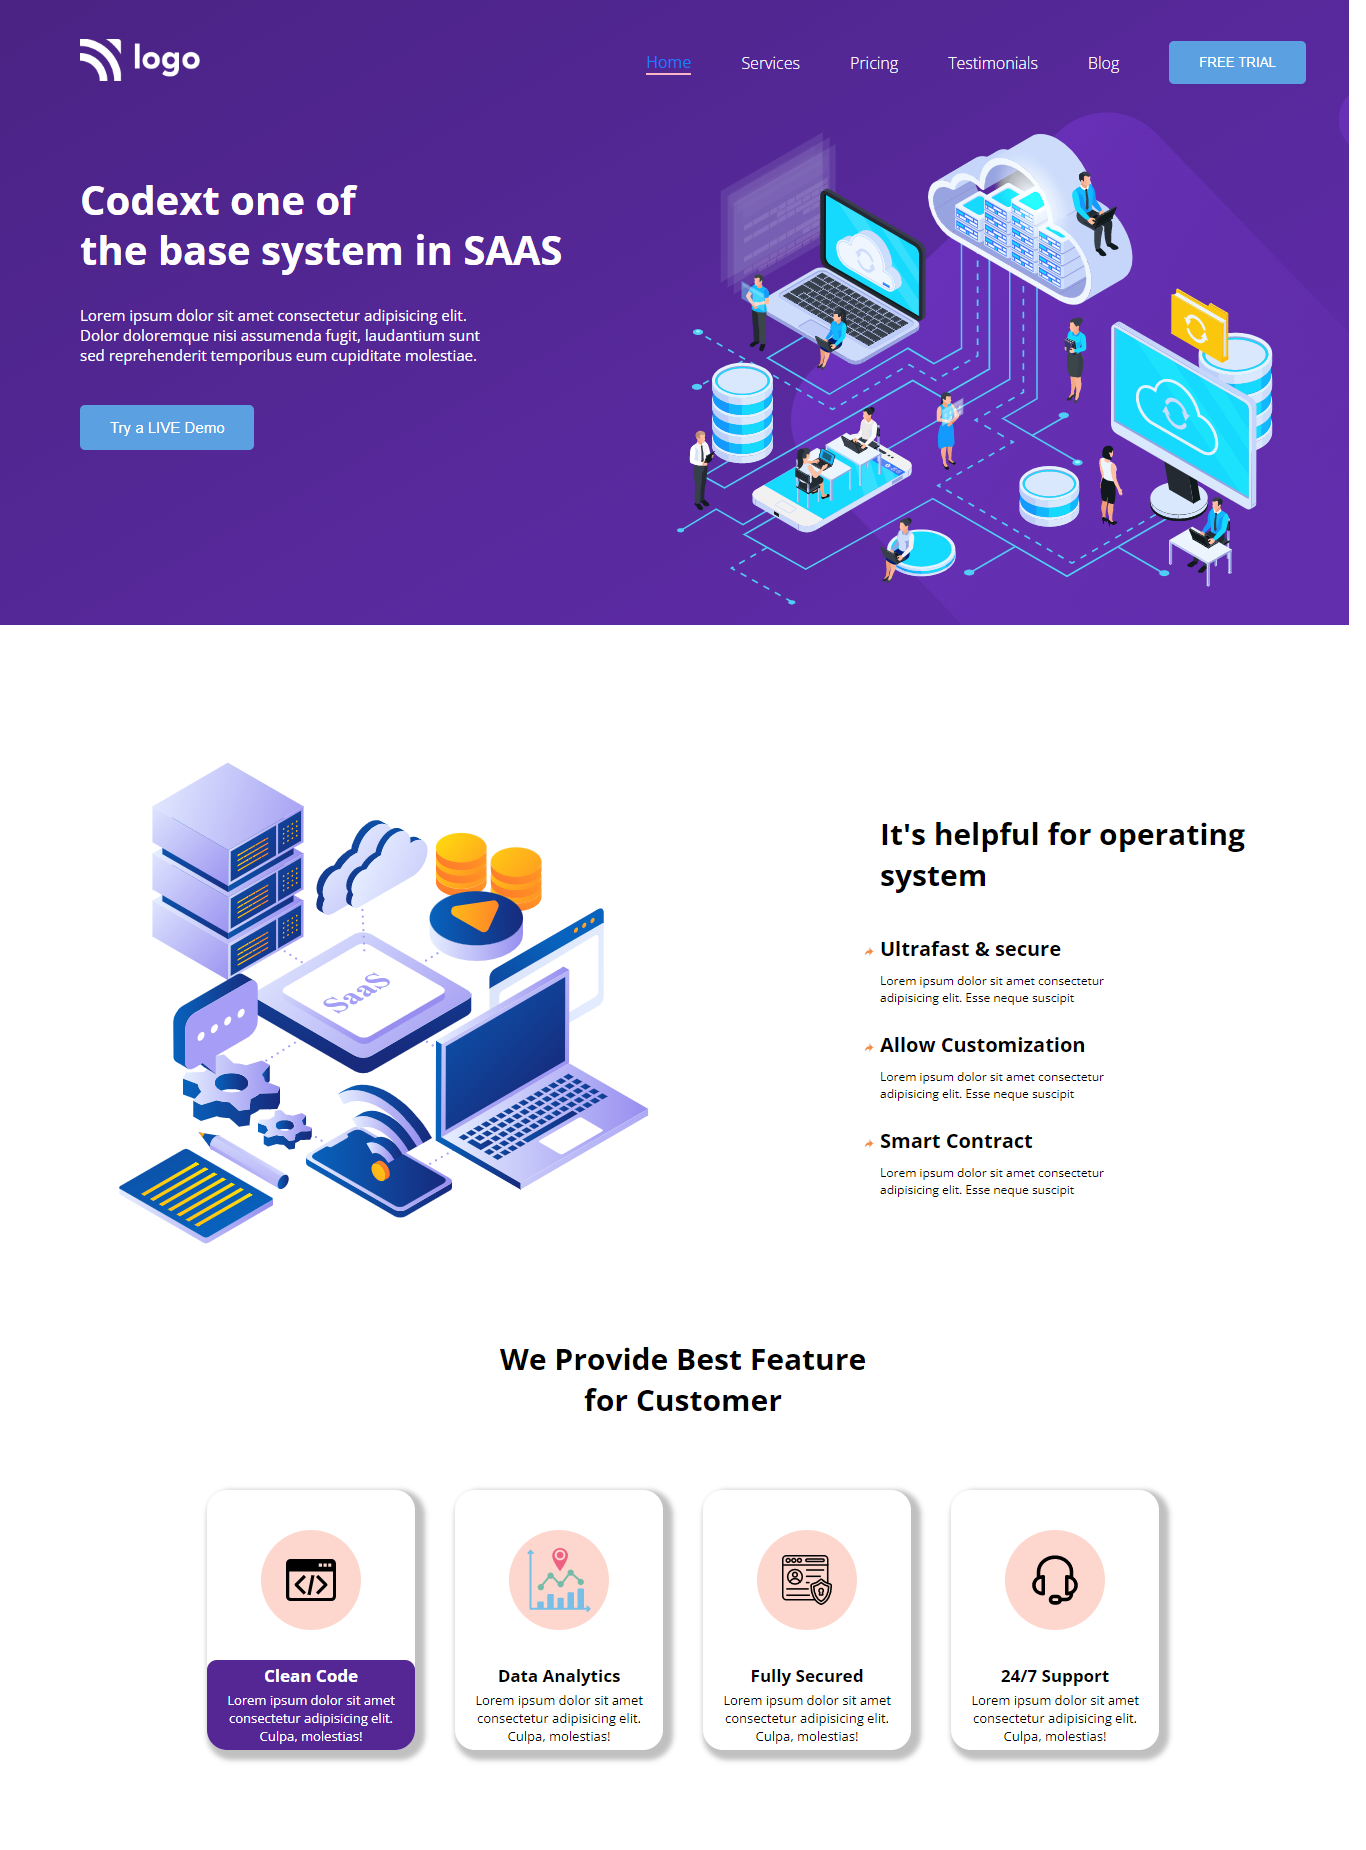 logo
Home
Services
Pricing
Testimonials
Blog
FREE TRIAL
Codext one of
the base system in SAAS
Lorem ipsum dolor sit amet consectetur adipisicing elit.
Dolor doloremque nisi assumenda fugit, laudantium sunt
sed reprehenderit temporibus eum cupiditate molestiae.
Try a LIVE Demo
SaaS
It's helpful for operating
system
Ultrafast & secure
Lorem ipsum dolor sit amet consectetur
adipisicing elit. Esse neque suscipit
Allow Customization
Lorem ipsum dolor sit amet consectetur
adipisicing elit. Esse neque suscipit
Smart Contract
Lorem ipsum dolor sit amet consectetur
adipisicing elit. Esse neque suscipit
We Provide Best Feature
for Customer
Clean Code
Lorem ipsum dolor sit amet
consectetur adipisicing elit.
Culpa, molestias!
Data Analytics
Lorem ipsum dolor sit amet
consectetur adipisicing elit.
Culpa, molestias!
Fully Secured
Lorem ipsum dolor sit amet
consectetur adipisicing elit.
Culpa, molestias!
24/7 Support
Lorem ipsum dolor sit amet
consectetur adipisicing elit.
Culpa, molestias!